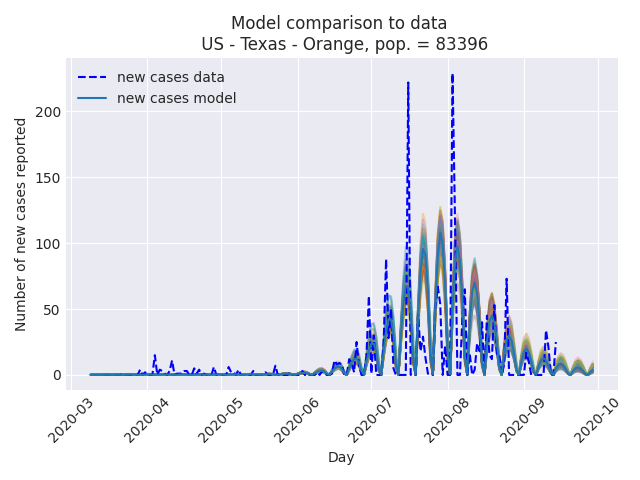 Model comparison to data
US - Texas - Orange, pop. = 83396
new cases data
new cases model
Number of new cases reported
200
150
100
50
0
2020-03
2020-04
2020-05
2020-06
2020-07
2020-08
2020-09
2020-10
Day